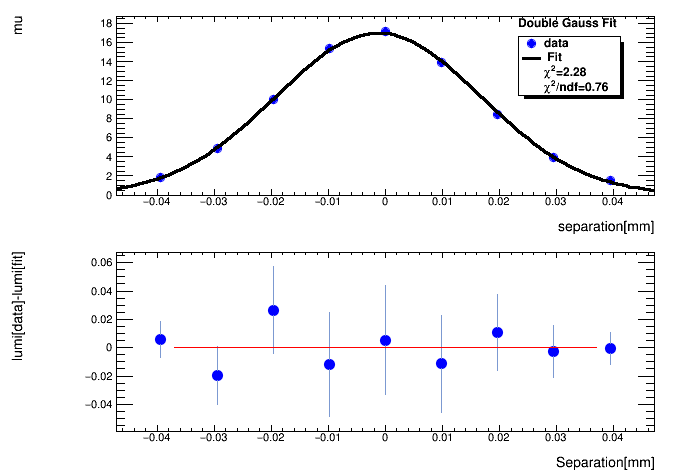 Double Gauss Fit
mu
18
16
14
12
10
8
6
4
2
0
data
Fit
χ²=2.28
χ²/ndf=0.76
−0.04 −0.03 −0.02 −0.01 0 0.01 0.02 0.03 0.04
separation[mm]
lumi[data]-lumi[fit]
0.06
0.04
0.02
0
−0.02
−0.04
−0.04 −0.03 −0.02 −0.01 0 0.01 0.02 0.03 0.04
Separation[mm]